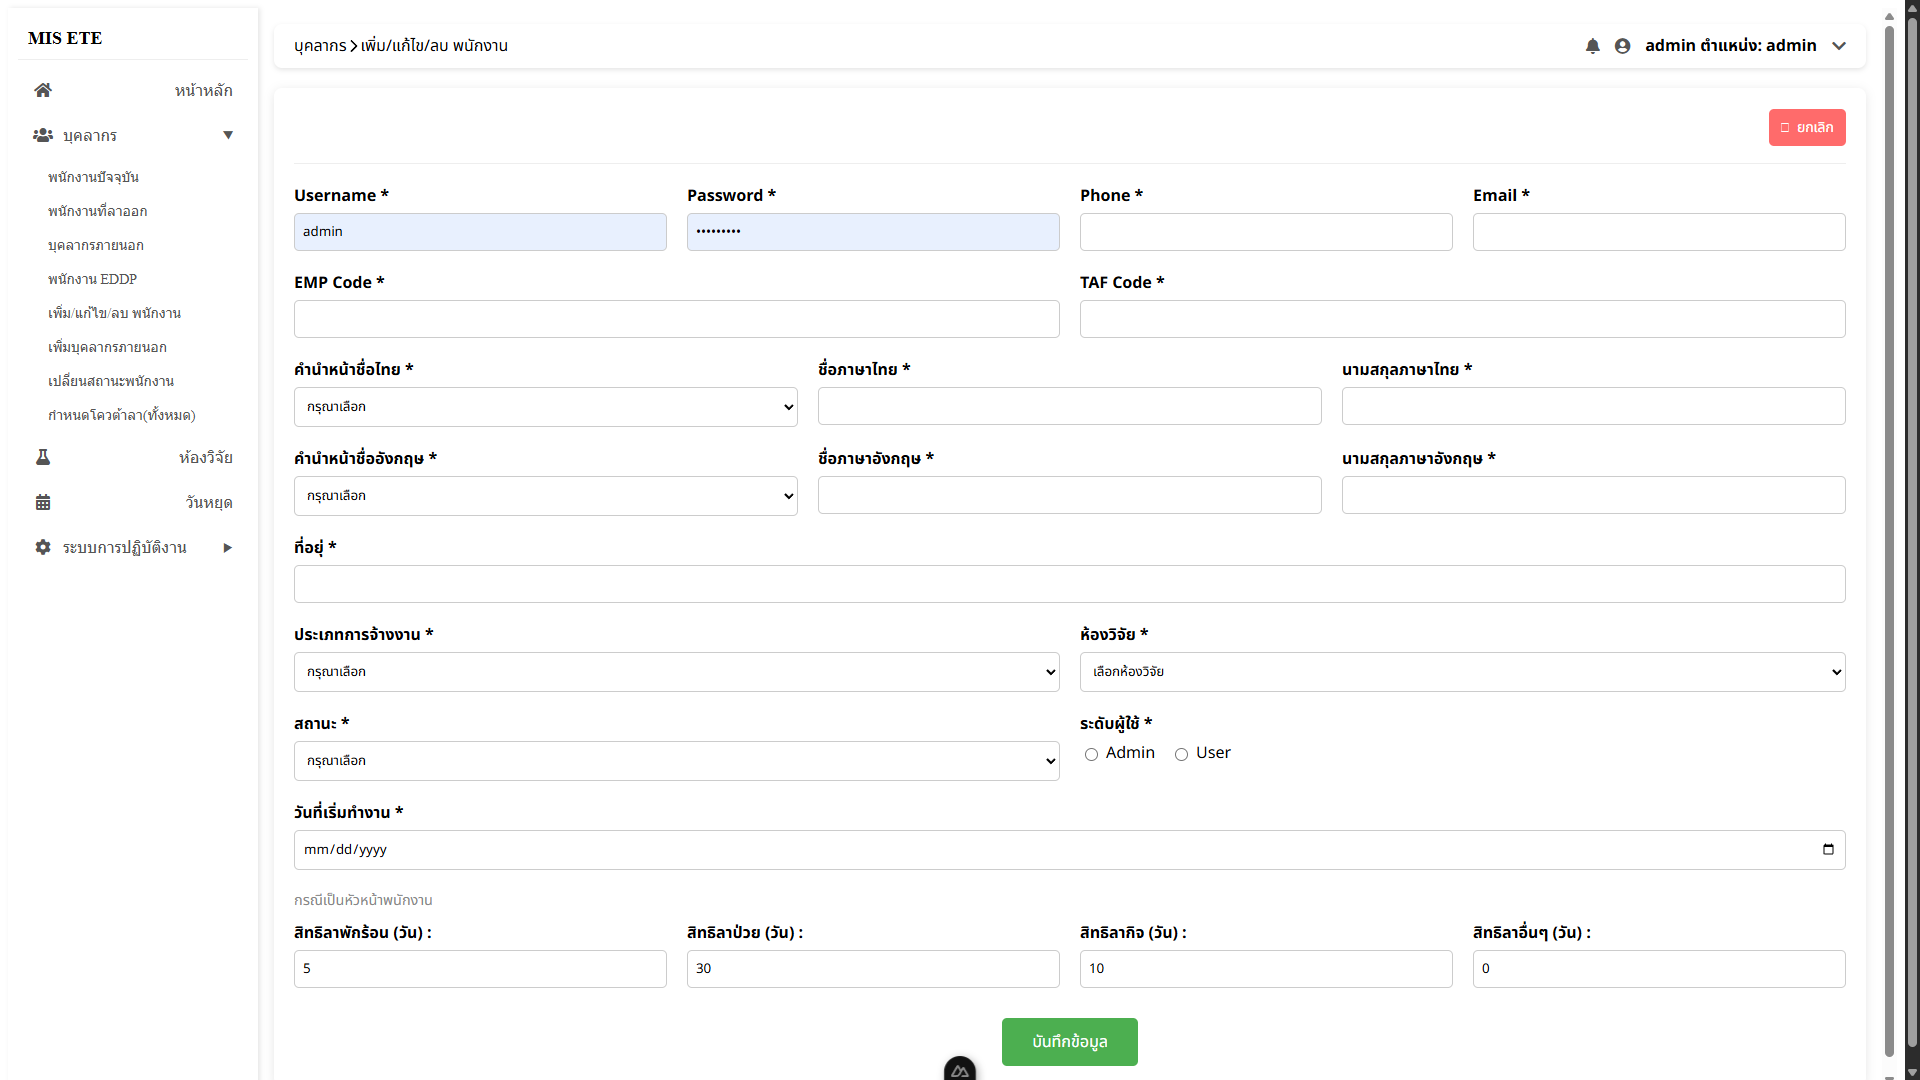 MIS ETE
หน้าหลัก
บุคลากร
พนักงานปัจจุบัน
พนักงานที่ลาออก
บุคลากรภายนอก
พนักงาน EDDP
เพิ่ม/แก้ไข/ลบ พนักงาน
เพิ่มบุคลากรภายนอก
เปลี่ยนสถานะพนักงาน
กำหนดโควต้าลา(ทั้งหมด)
ห้องวิจัย
วันหยุด
ระบบการปฏิบัติงาน
บุคลากร เพิ่ม/แก้ไข/ลบ พนักงาน
admin ตำแหน่ง: admin
ยกเลิก
Username * Password * Phone * Email *
admin •••••••••
EMP Code * TAF Code *
คำนำหน้าชื่อไทย * ชื่อภาษาไทย * นามสกุลภาษาไทย *
กรุณาเลือก
คำนำหน้าชื่ออังกฤษ * ชื่อภาษาอังกฤษ * นามสกุลภาษาอังกฤษ *
กรุณาเลือก
ที่อยู่ *
ประเภทการจ้างงาน * ห้องวิจัย *
กรุณาเลือก เลือกห้องวิจัย
สถานะ * ระดับผู้ใช้ *
กรุณาเลือก Admin User
วันที่เริ่มทำงาน *
mm/dd/yyyy
กรณีเป็นหัวหน้าพนักงาน
สิทธิลาพักร้อน (วัน) : สิทธิลาป่วย (วัน) : สิทธิลากิจ (วัน) : สิทธิลาอื่นๆ (วัน) :
5 30 10 0
บันทึกข้อมูล